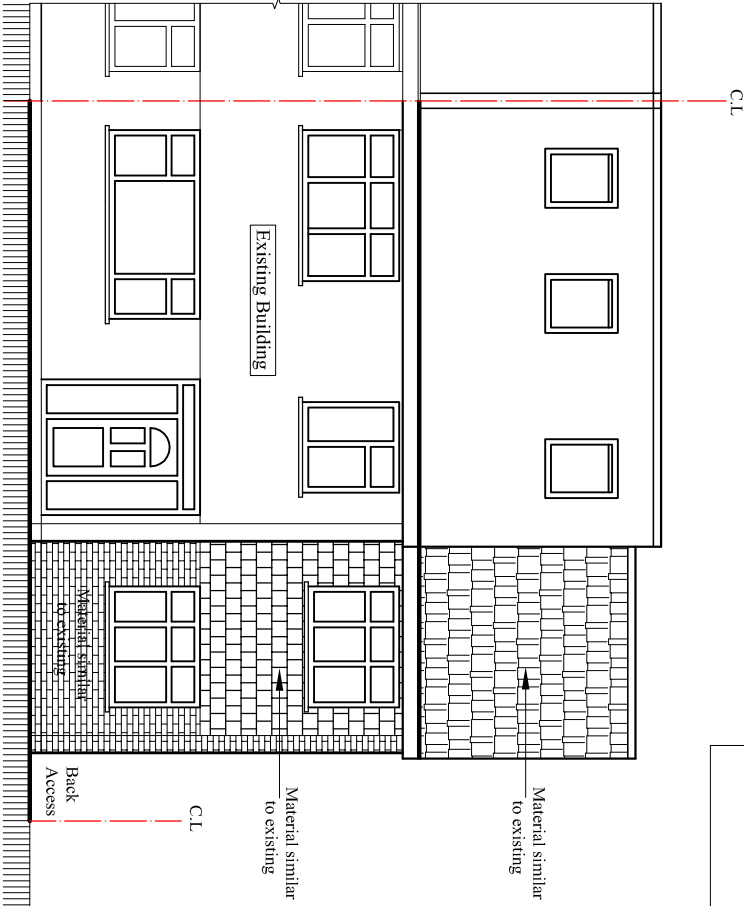 C.L
Existing Building
Material similar
to existing
Material similar
to existing
Material similar
to existing
C.L
Back
Access